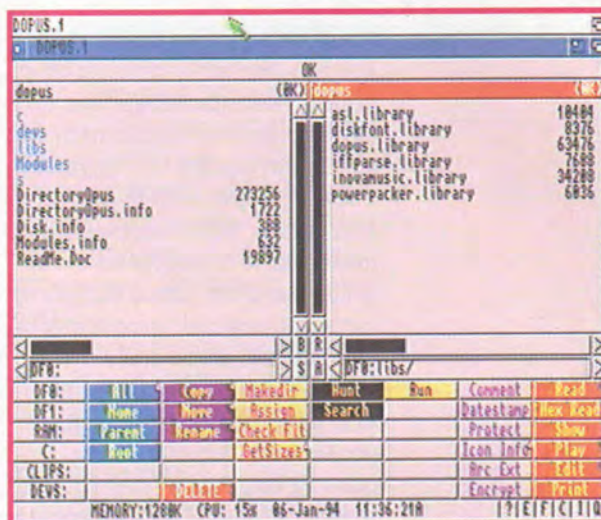 DOPUS.1
DOPUS.1
OK
dopus (0K) dopus (0K)
c
devs
libs
Modules
s
DirectoryOpus 273256
DirectoryOpus.info 1722
Disk.info 368
Modules.info 632
ReadMe.Doc 19897
asl.library 10404
diskfont.library 8376
dopus.library 63476
iffparse.library 7688
inovamusic.library 34208
powerpacker.library 6036
B R
DF0: S A DF0:libs/
DF0: All Copy Makedir Hunt Run Comment Read
DF1: None Move Assign Search Datestamp Hex Read
RAM: Parent Rename Check Fit Protect Show
C: Root GetSizes Icon Info Play
CLIPS: Arc Ext Edit
DEVS: DELETE Encrypt Print
MEMORY:1280K CPU: 15% 06-Jan-94 11:36:21A |?|E|F|C|I|Q